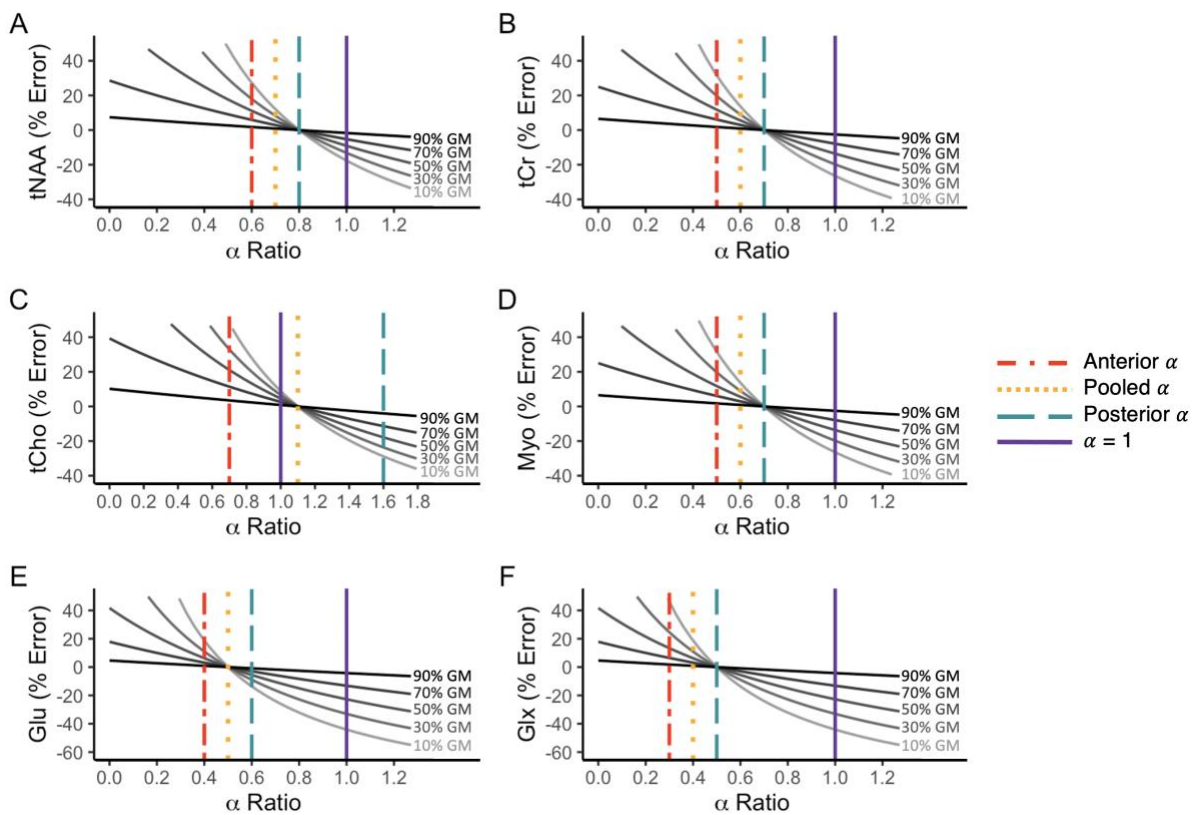 A
tNAA (% Error)
40
20
0
-20
-40
90% GM
70% GM
50% GM
30% GM
10% GM
0.0 0.2 0.4 0.6 0.8 1.0 1.2
α Ratio
B
tCr (% Error)
40
20
0
-20
-40
90% GM
70% GM
50% GM
30% GM
10% GM
0.0 0.2 0.4 0.6 0.8 1.0 1.2
α Ratio
C
tCho (% Error)
40
20
0
-20
-40
90% GM
70% GM
50% GM
30% GM
10% GM
0.0 0.2 0.4 0.6 0.8 1.0 1.2 1.4 1.6 1.8
α Ratio
D
Myo (% Error)
40
20
0
-20
-40
90% GM
70% GM
50% GM
30% GM
10% GM
0.0 0.2 0.4 0.6 0.8 1.0 1.2
α Ratio
Anterior α
Pooled α
Posterior α
α = 1
E
Glu (% Error)
40
20
0
-20
-40
-60
90% GM
70% GM
50% GM
30% GM
10% GM
0.0 0.2 0.4 0.6 0.8 1.0 1.2
α Ratio
F
Glx (% Error)
40
20
0
-20
-40
-60
90% GM
70% GM
50% GM
30% GM
10% GM
0.0 0.2 0.4 0.6 0.8 1.0 1.2
α Ratio